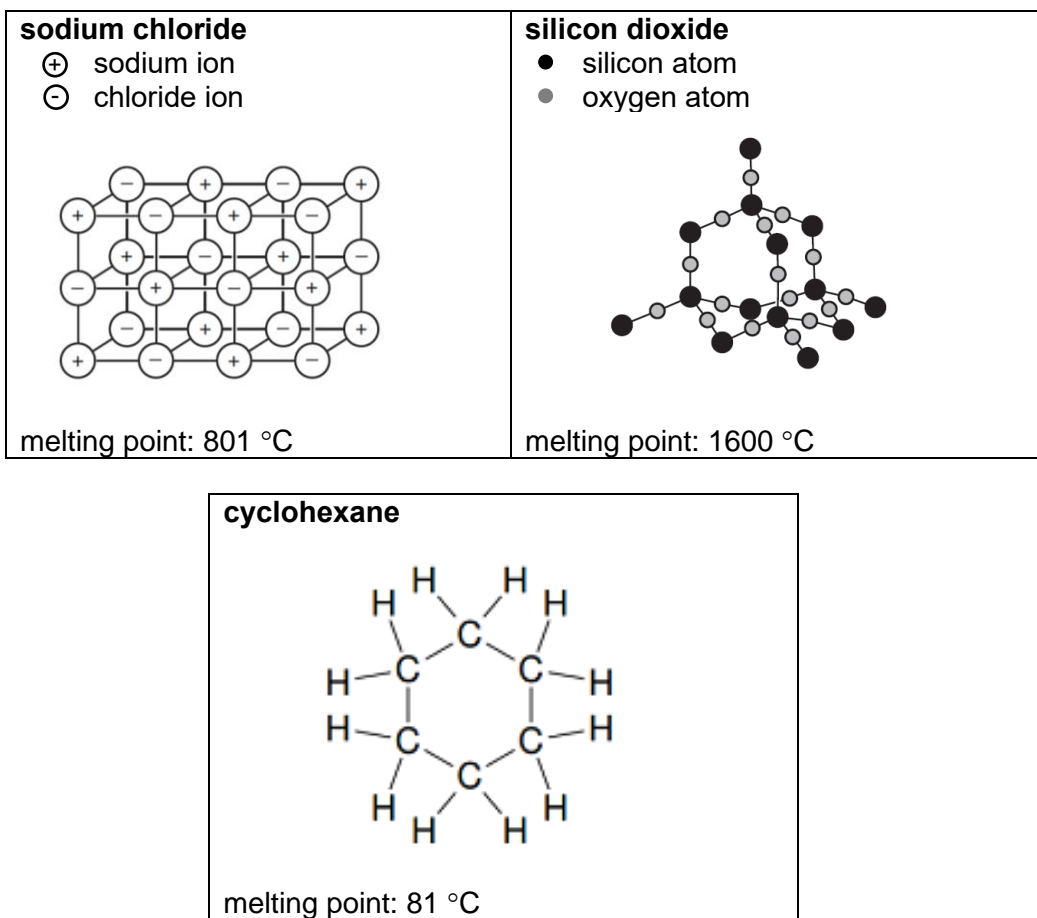 sodium chloride
⊕ sodium ion
⊖ chloride ion
− + − +
+ − + −
+ − + −
− + − +
− + − +
+ − + −
melting point: 801 °C
silicon dioxide
● silicon atom
● oxygen atom
melting point: 1600 °C
cyclohexane
H H
H H
C
C C
H H
H H
C C
C
H H
H H
melting point: 81 °C